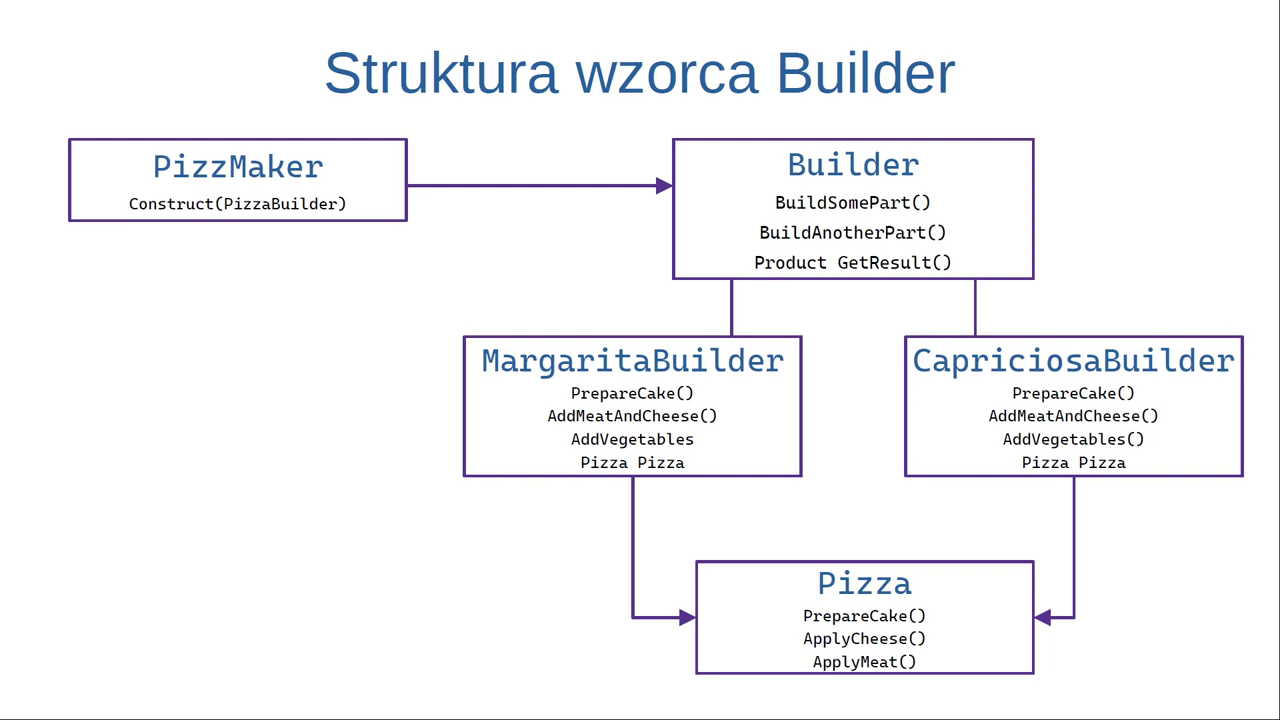 Struktura wzorca Builder
PizzMaker
Construct(PizzaBuilder)
Builder
BuildSomePart()
BuildAnotherPart()
Product GetResult()
MargaritaBuilder
PrepareCake()
AddMeatAndCheese()
AddVegetables
Pizza Pizza
CapriciosaBuilder
PrepareCake()
AddMeatAndCheese()
AddVegetables()
Pizza Pizza
Pizza
PrepareCake()
ApplyCheese()
ApplyMeat()